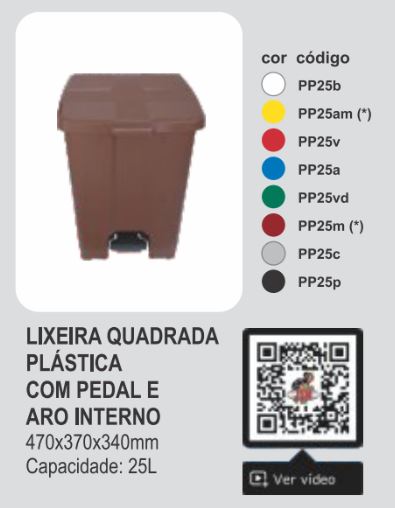 cor código
PP25b
PP25am (*)
PP25v
PP25a
PP25vd
PP25m (*)
PP25c
PP25p
LIXEIRA QUADRADA
PLÁSTICA
COM PEDAL E
ARO INTERNO
470x370x340mm
Capacidade: 25L
Ver vídeo